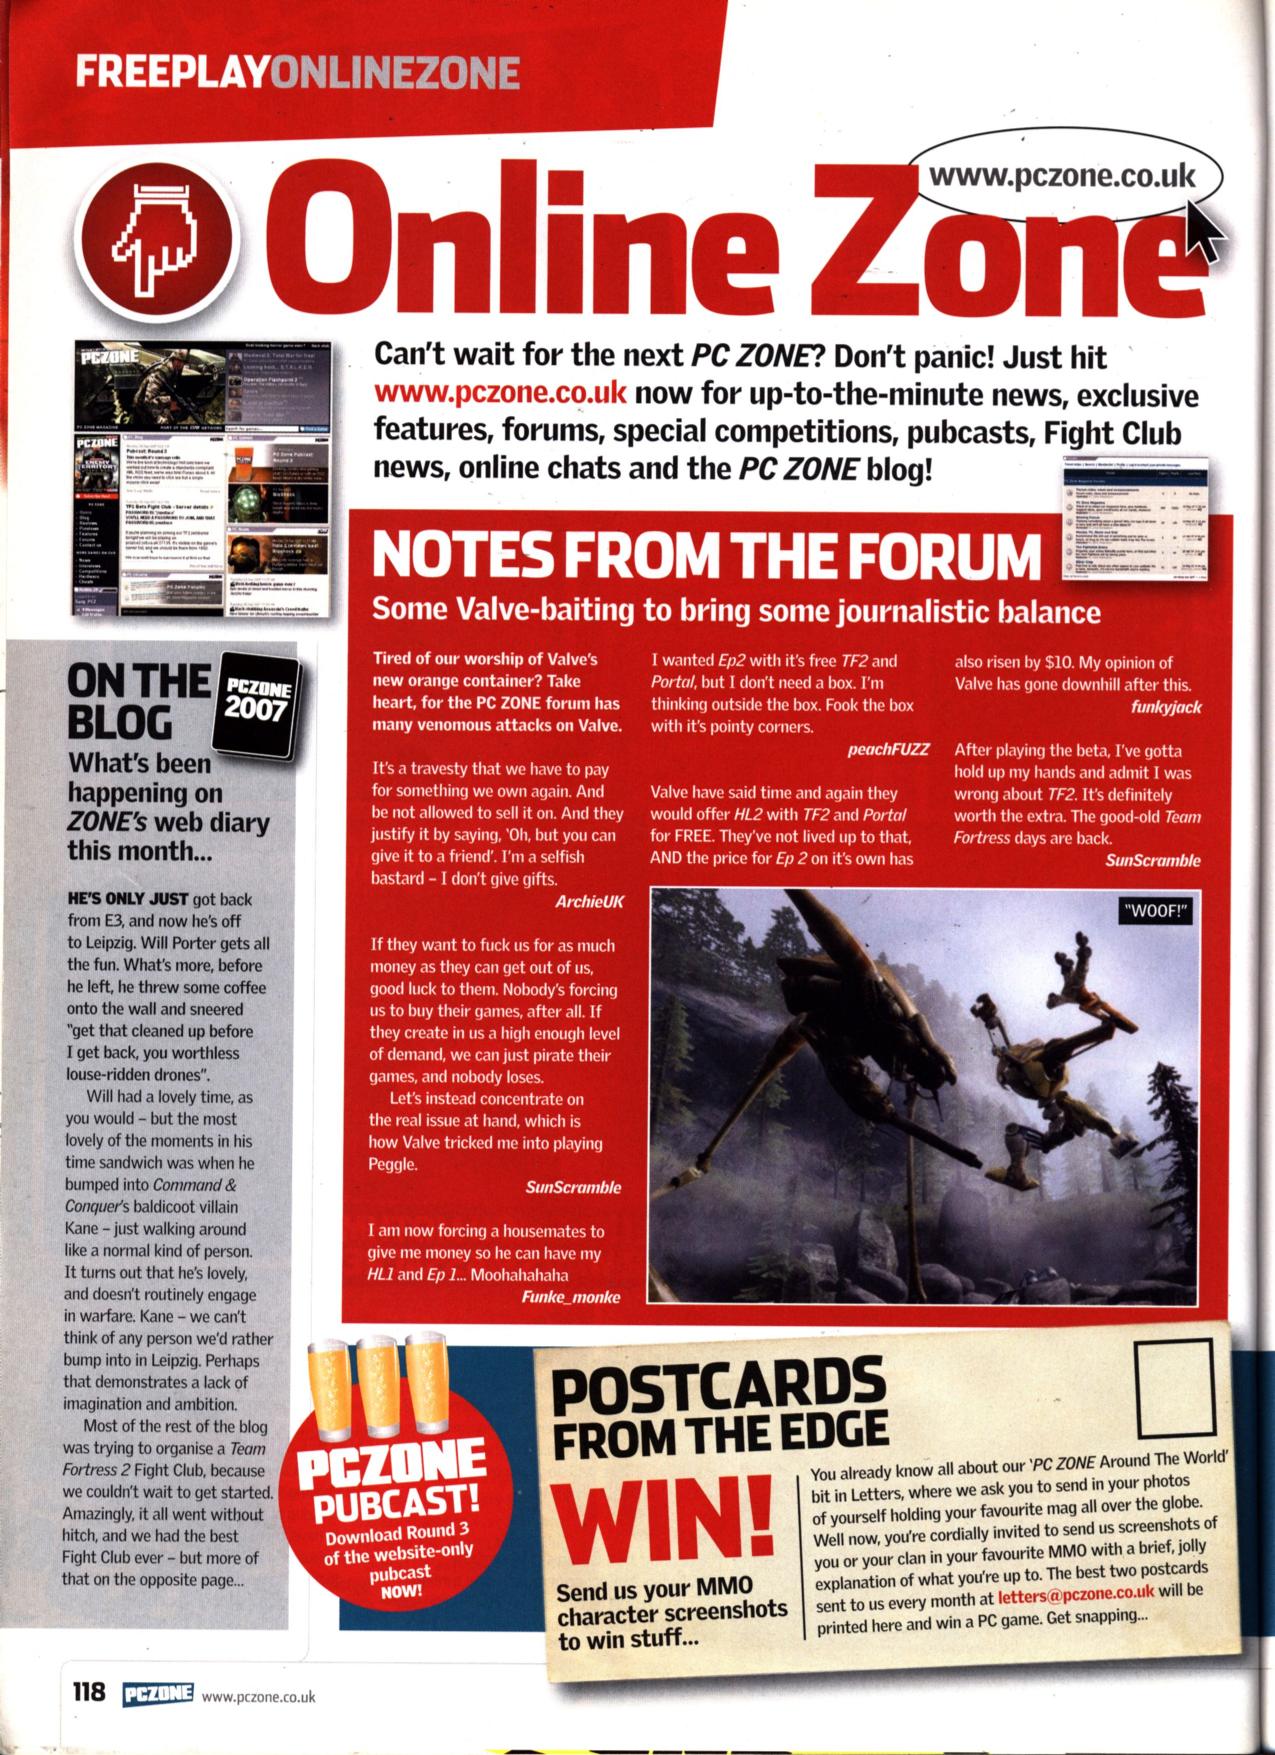 FREEPLAYONLINEZONE
www.pczone.co.uk
Online Zone
Can't wait for the next PC ZONE? Don't panic! Just hit
www.pczone.co.uk now for up-to-the-minute news, exclusive
features, forums, special competitions, pubcasts, Fight Club
news, online chats and the PC ZONE blog!
NOTES FROM THE FORUM
Some Valve-baiting to bring some journalistic balance
Tired of our worship of Valve's
new orange container? Take
heart, for the PC ZONE forum has
many venomous attacks on Valve.
It's a travesty that we have to pay
for something we own again. And
be not allowed to sell it on. And they
justify it by saying, 'Oh, but you can
give it to a friend'. I'm a selfish
bastard – I don't give gifts.
ArchieUK
If they want to fuck us for as much
money as they can get out of us,
good luck to them. Nobody's forcing
us to buy their games, after all. If
they create in us a high enough level
of demand, we can just pirate their
games, and nobody loses.
Let's instead concentrate on
the real issue at hand, which is
how Valve tricked me into playing
Peggle.
SunScramble
I am now forcing a housemates to
give me money so he can have my
HL1 and Ep 1... Moohahahaha
Funke_monke
I wanted Ep2 with it's free TF2 and
Portal, but I don't need a box. I'm
thinking outside the box. Fook the box
with it's pointy corners.
peachFUZZ
Valve have said time and again they
would offer HL2 with TF2 and Portal
for FREE. They've not lived up to that,
AND the price for Ep 2 on it's own has
also risen by $10. My opinion of
Valve has gone downhill after this.
funkyjack
After playing the beta, I've gotta
hold up my hands and admit I was
wrong about TF2. It's definitely
worth the extra. The good-old Team
Fortress days are back.
SunScramble
"WOOF!"
ON THE
BLOG
PCZONE
2007
What's been
happening on
ZONE's web diary
this month...
HE'S ONLY JUST got back
from E3, and now he's off
to Leipzig. Will Porter gets all
the fun. What's more, before
he left, he threw some coffee
onto the wall and sneered
"get that cleaned up before
I get back, you worthless
louse-ridden drones".
Will had a lovely time, as
you would – but the most
lovely of the moments in his
time sandwich was when he
bumped into Command &
Conquer's baldicoot villain
Kane – just walking around
like a normal kind of person.
It turns out that he's lovely,
and doesn't routinely engage
in warfare. Kane – we can't
think of any person we'd rather
bump into in Leipzig. Perhaps
that demonstrates a lack of
imagination and ambition.
Most of the rest of the blog
was trying to organise a Team
Fortress 2 Fight Club, because
we couldn't wait to get started.
Amazingly, it all went without
hitch, and we had the best
Fight Club ever – but more of
that on the opposite page...
PCZONE
PUBCAST!
Download Round 3
of the website-only
pubcast
NOW!
POSTCARDS
FROM THE EDGE
WIN!
Send us your MMO
character screenshots
to win stuff...
You already know all about our 'PC ZONE Around The World'
bit in Letters, where we ask you to send in your photos
of yourself holding your favourite mag all over the globe.
Well now, you're cordially invited to send us screenshots of
you or your clan in your favourite MMO with a brief, jolly
explanation of what you're up to. The best two postcards
sent to us every month at letters@pczone.co.uk will be
printed here and win a PC game. Get snapping...
118 PCZONE www.pczone.co.uk